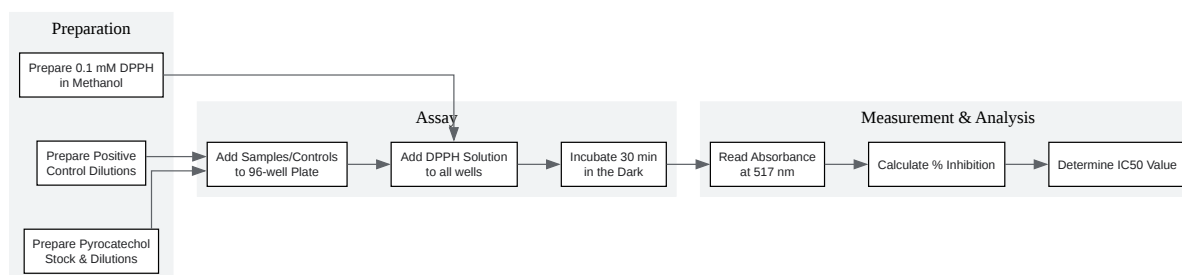 Preparation
Prepare 0.1 mM DPPH
in Methanol
Prepare Positive
Control Dilutions
Prepare Pyrocatechol
Stock & Dilutions
Assay
Add Samples/Controls
to 96-well Plate
Add DPPH Solution
to all wells
Incubate 30 min
in the Dark
Measurement & Analysis
Read Absorbance
at 517 nm
Calculate % Inhibition
Determine IC50 Value